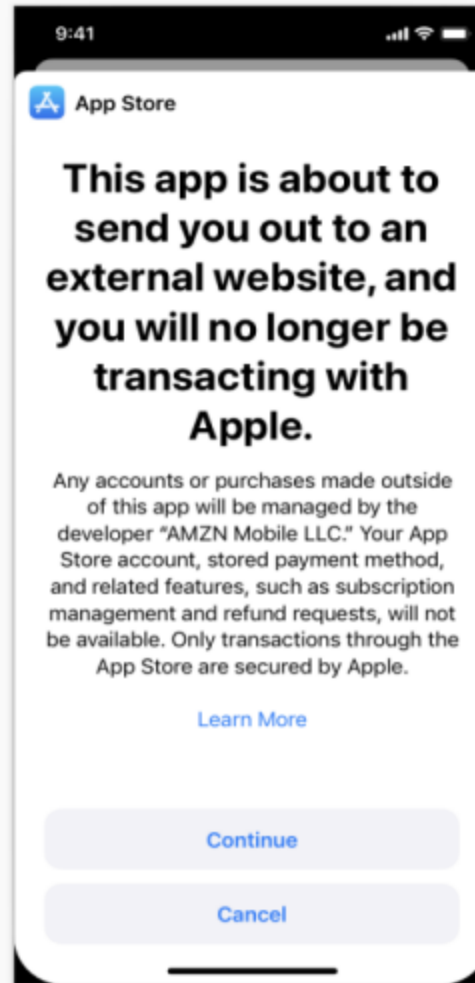 9:41
App Store
This app is about to
send you out to an
external website, and
you will no longer be
transacting with
Apple.
Any accounts or purchases made outside
of this app will be managed by the
developer “AMZN Mobile LLC.” Your App
Store account, stored payment method,
and related features, such as subscription
management and refund requests, will not
be available. Only transactions through the
App Store are secured by Apple.
Learn More
Continue
Cancel